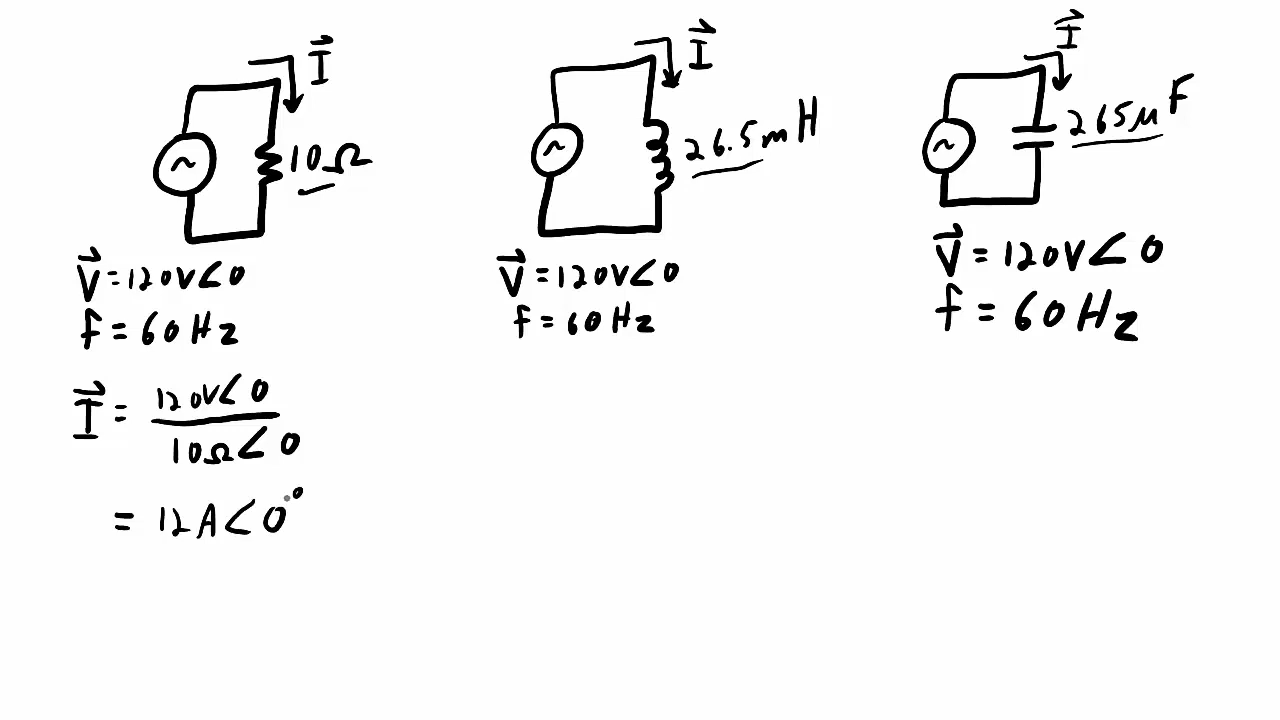 I⃗
10Ω
V⃗ = 120V∠0
f = 60Hz
I⃗ = 120V∠0
10Ω∠0
= 12A∠0°
I⃗
26.5mH
V⃗ = 120V∠0
f = 60Hz
I⃗
265μF
V⃗ = 120V∠0
f = 60Hz